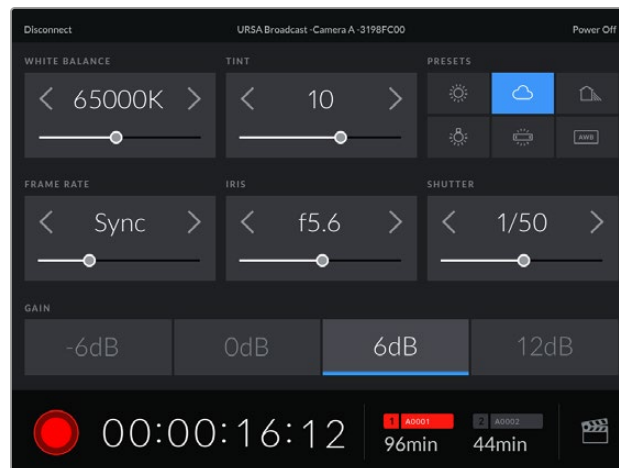 Disconnect URSA Broadcast -Camera A -3198FC00 Power Off
WHITE BALANCE TINT PRESETS
65000K 10
AWB
FRAME RATE IRIS SHUTTER
Sync f5.6 1/50
GAIN
-6dB 0dB 6dB 12dB
00:00:16:12
1 A0001 2 A0002
96min 44min